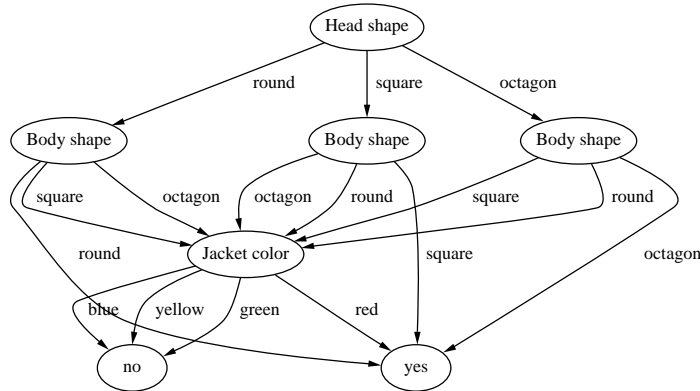 Head shape
round
square
octagon
Body shape
Body shape
Body shape
square
octagon
octagon
round
square
round
round
Jacket color
square
octagon
blue
yellow
green
red
no
yes